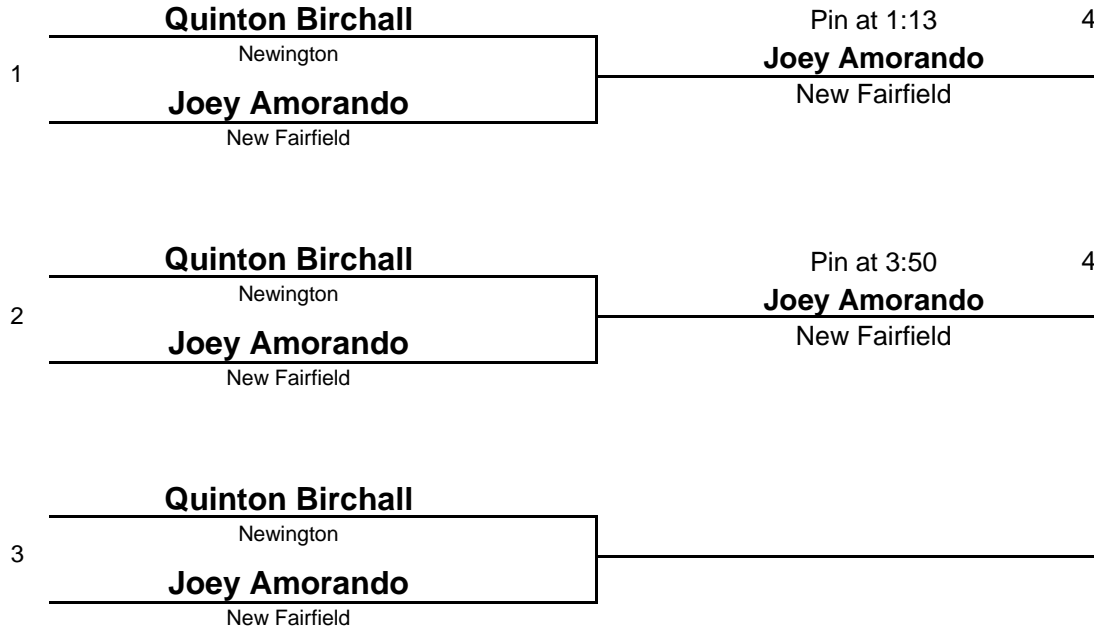 Quinton Birchall
Newington
1
Joey Amorando
New Fairfield
Pin at 1:13 4
Joey Amorando
New Fairfield
Quinton Birchall
Newington
2
Joey Amorando
New Fairfield
Pin at 3:50 4
Joey Amorando
New Fairfield
Quinton Birchall
Newington
3
Joey Amorando
New Fairfield